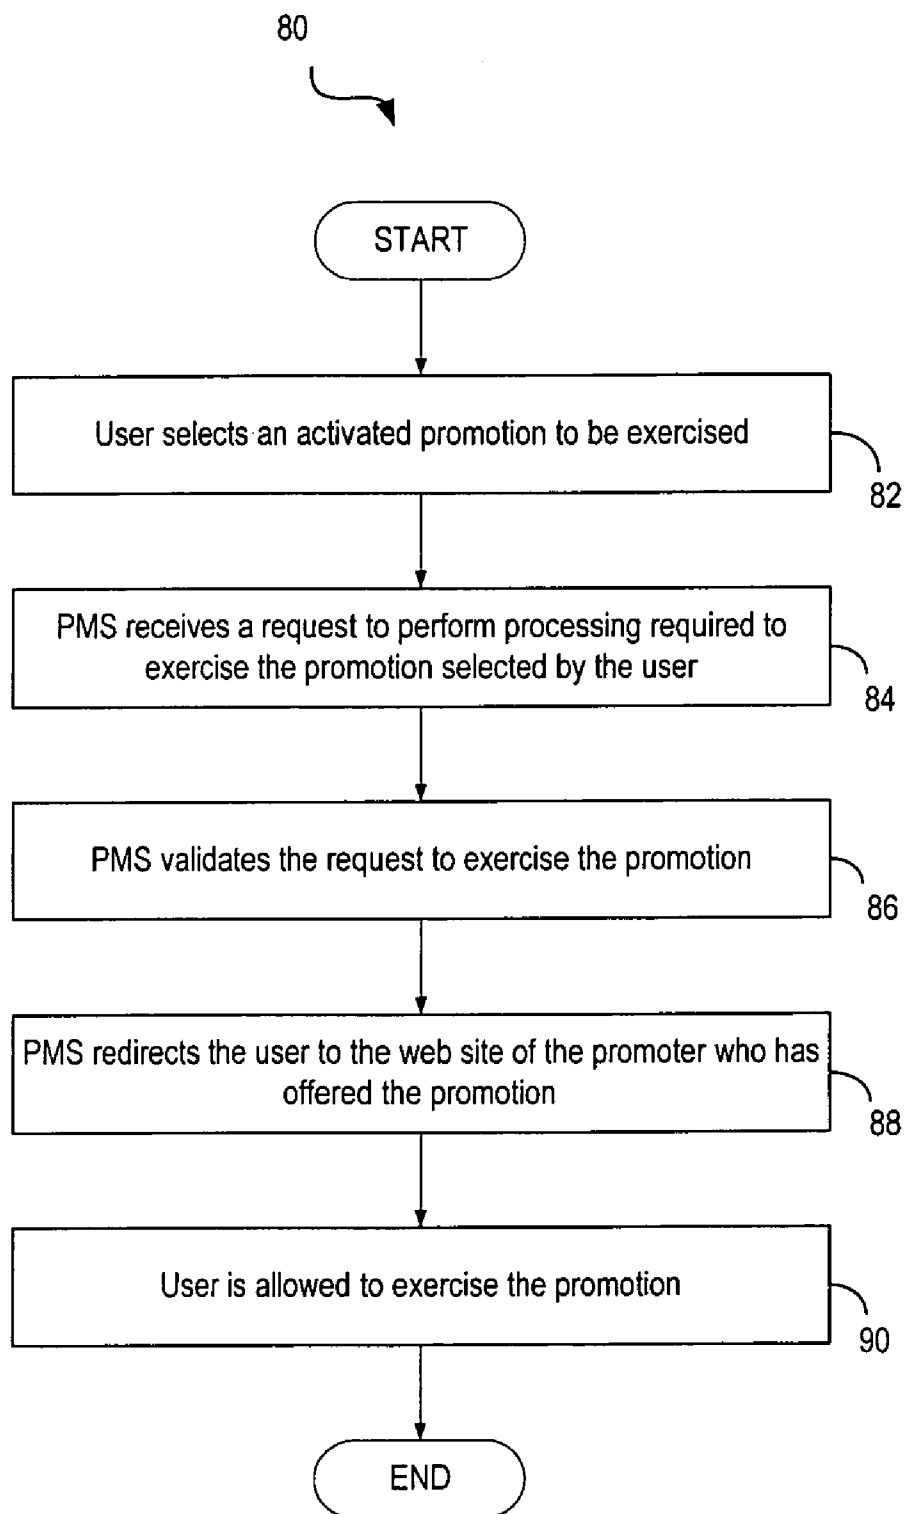 80
START
User selects an activated promotion to be exercised
82
PMS receives a request to perform processing required to
exercise the promotion selected by the user
84
PMS validates the request to exercise the promotion
86
PMS redirects the user to the web site of the promoter who has
offered the promotion
88
User is allowed to exercise the promotion
90
END